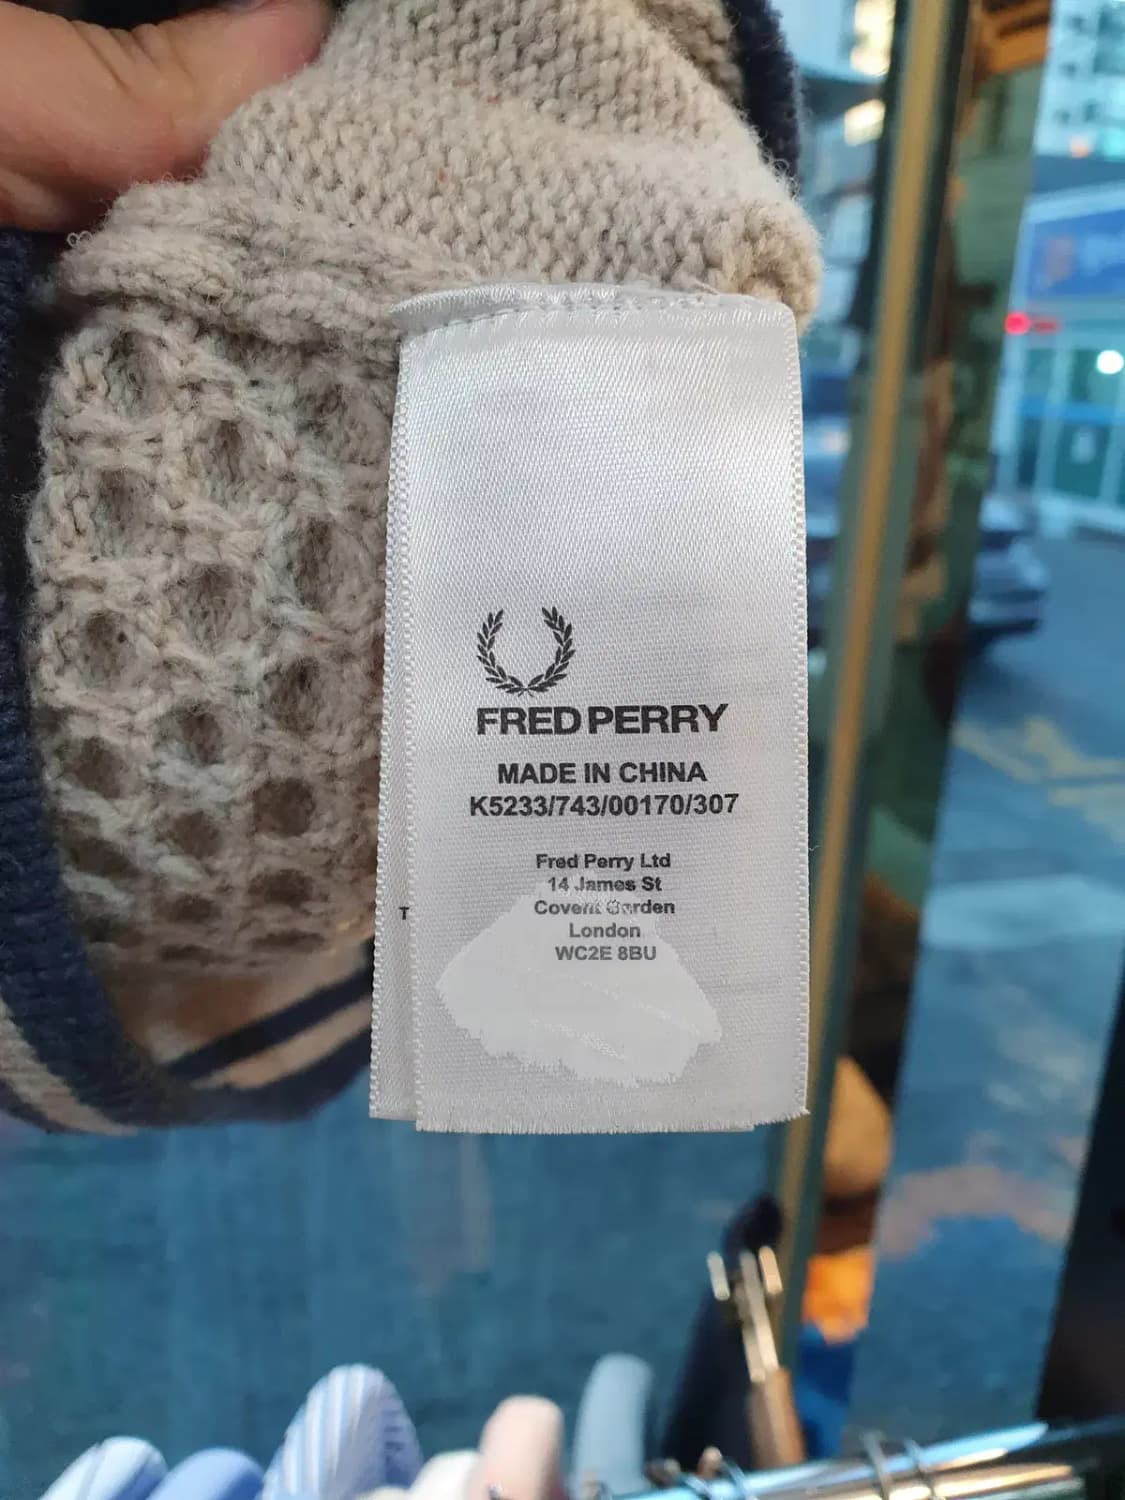 FRED PERRY
MADE IN CHINA
K5233/743/00170/307
Fred Perry Ltd
14 James St
Covent Garden
London
WC2E 8BU
T